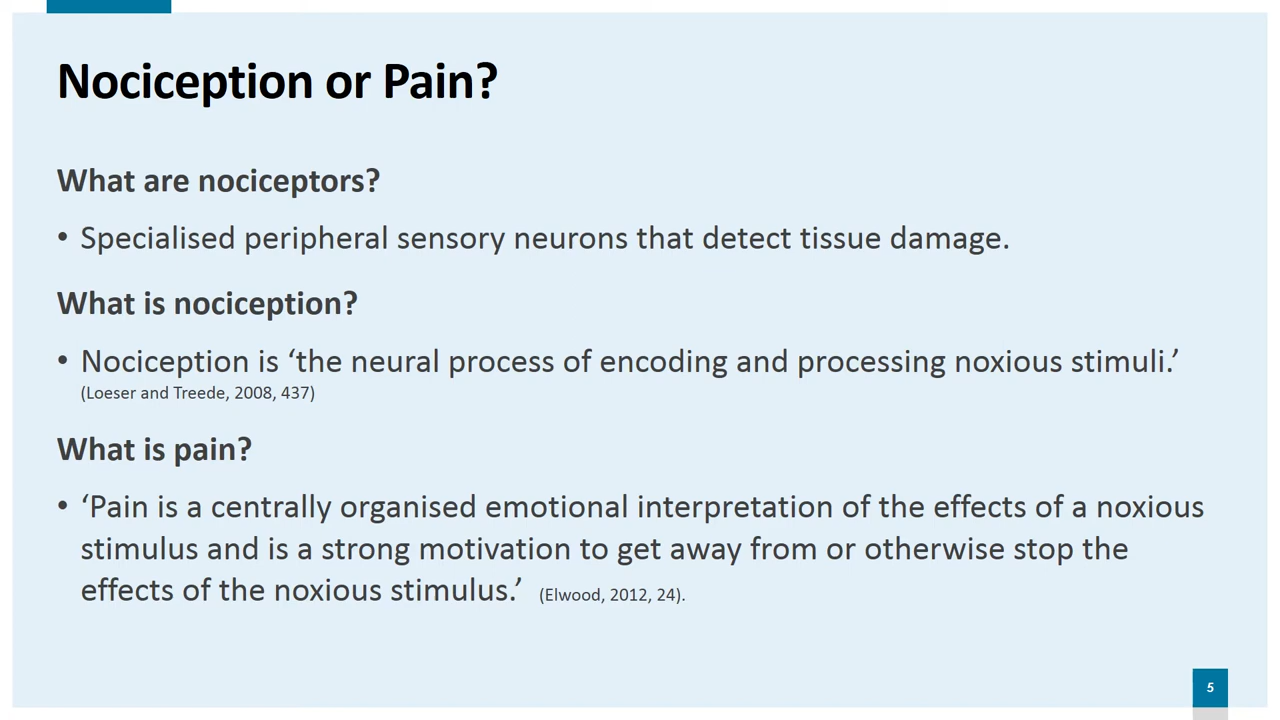 Nociception or Pain?
What are nociceptors?
• Specialised peripheral sensory neurons that detect tissue damage.
What is nociception?
• Nociception is ‘the neural process of encoding and processing noxious stimuli.’
(Loeser and Treede, 2008, 437)
What is pain?
• ‘Pain is a centrally organised emotional interpretation of the effects of a noxious
stimulus and is a strong motivation to get away from or otherwise stop the
effects of the noxious stimulus.’ (Elwood, 2012, 24).
5